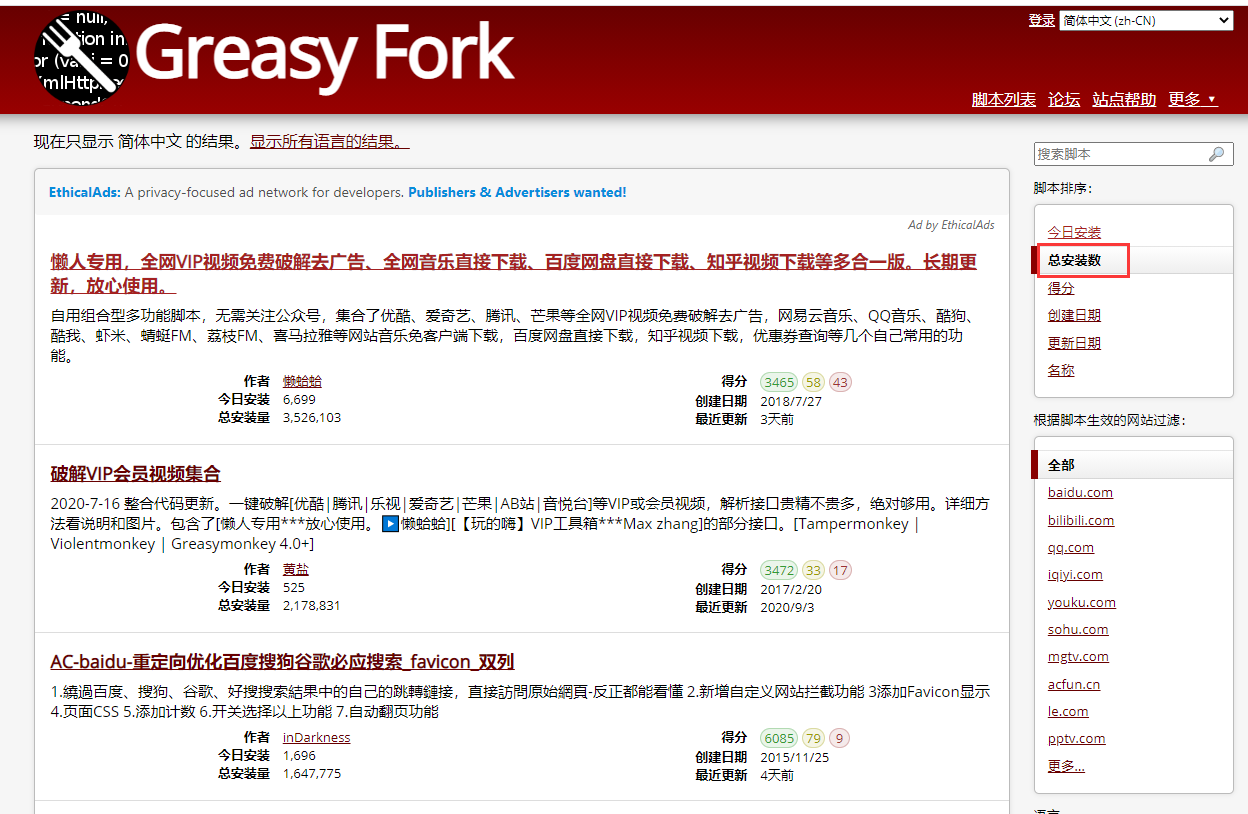 = null,
tion in
or (va i = 0
XmlHttp
Greasy Fork
登录 简体中文 (zh-CN)
脚本列表 论坛 站点帮助 更多 ▼
现在只显示 简体中文 的结果。显示所有语言的结果。
EthicalAds: A privacy-focused ad network for developers. Publishers & Advertisers wanted!
Ad by EthicalAds
懒人专用，全网VIP视频免费破解去广告、全网音乐直接下载、百度网盘直接下载、知乎视频下载等多合一版。长期更
新，放心使用。
自用组合型多功能脚本，无需关注公众号，集合了优酷、爱奇艺、腾讯、芒果等全网VIP视频免费破解去广告，网易云音乐、QQ音乐、酷狗、
酷我、虾米、蜻蜓FM、荔枝FM、喜马拉雅等网站音乐免客户端下载，百度网盘直接下载，知乎视频下载，优惠券查询等几个自己常用的功
能。
作者 懒蛤蛤
今日安装 6,699
总安装量 3,526,103
得分 3465 58 43
创建日期 2018/7/27
最近更新 3天前
破解VIP会员视频集合
2020-7-16 整合代码更新。一键破解[优酷|腾讯|乐视|爱奇艺|芒果|AB站|音悦台]等VIP或会员视频，解析接口贵精不贵多，绝对够用。详细方
法看说明和图片。包含了[懒人专用***放心使用。▶懒蛤蛤][【玩的嗨】VIP工具箱***Max zhang]的部分接口。[Tampermonkey |
Violentmonkey | Greasymonkey 4.0+]
作者 黄盐
今日安装 525
总安装量 2,178,831
得分 3472 33 17
创建日期 2017/2/20
最近更新 2020/9/3
AC-baidu-重定向优化百度搜狗谷歌必应搜索_favicon_双列
1.繞過百度、搜狗、谷歌、好搜搜索結果中的自己的跳轉鏈接，直接訪問原始網頁-反正都能看懂 2.新增自定义网站拦截功能 3添加Favicon显示
4.页面CSS 5.添加计数 6.开关选择以上功能 7.自动翻页功能
作者 inDarkness
今日安装 1,696
总安装量 1,647,775
得分 6085 79 9
创建日期 2015/11/25
最近更新 4天前
搜索脚本
脚本排序：
今日安装
总安装数
得分
创建日期
更新日期
名称
根据脚本生效的网站过滤：
全部
baidu.com
bilibili.com
qq.com
iqiyi.com
youku.com
sohu.com
mgtv.com
acfun.cn
le.com
pptv.com
更多...